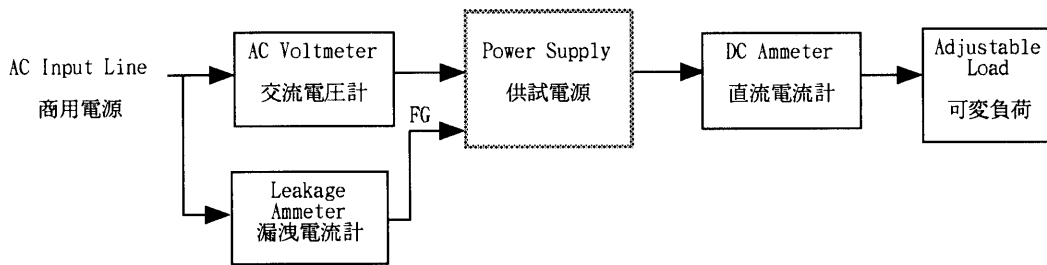 AC Input Line
商用電源
AC Voltmeter
交流電圧計
Leakage
Ammeter
漏洩電流計
FG
Power Supply
供試電源
DC Ammeter
直流電流計
Adjustable
Load
可変負荷